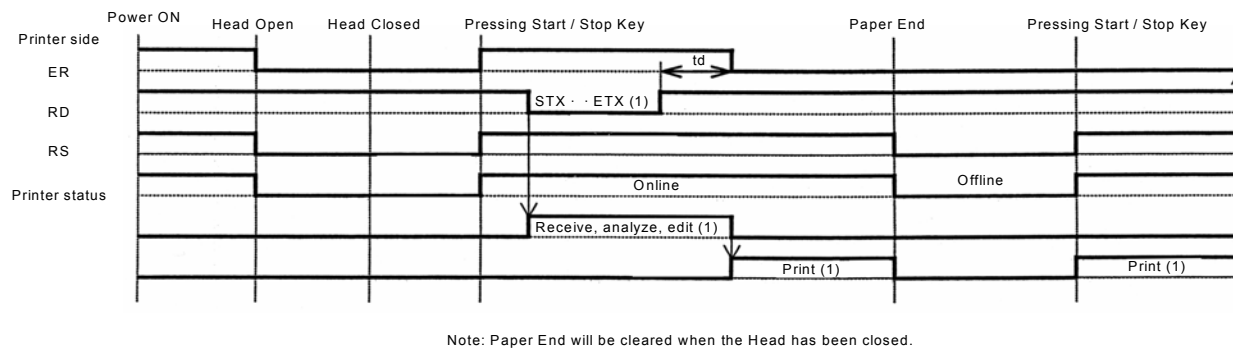 Power ON
Head Open
Head Closed
Pressing Start / Stop Key
Paper End
Pressing Start / Stop Key
Printer side
ER
td
RD
STX · · ETX (1)
RS
Printer status
Online
Offline
Receive, analyze, edit (1)
Print (1)
Print (1)
Note: Paper End will be cleared when the Head has been closed.